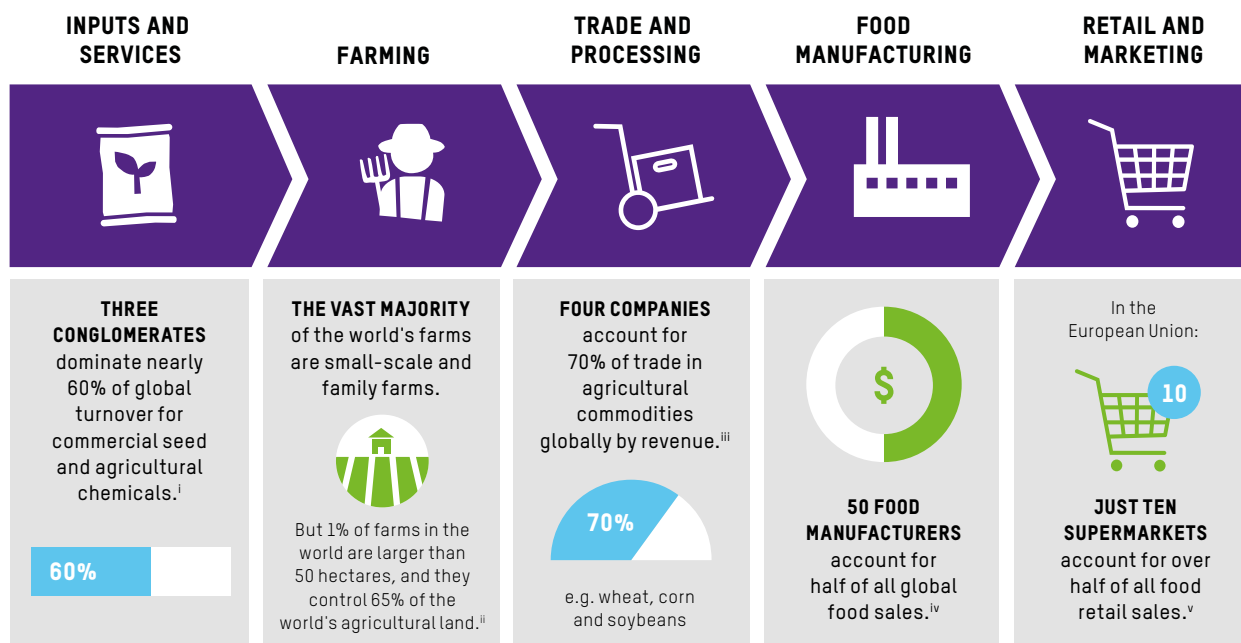 INPUTS AND
SERVICES
FARMING
TRADE AND
PROCESSING
FOOD
MANUFACTURING
RETAIL AND
MARKETING
THREE
CONGLOMERATES
dominate nearly
60% of global
turnover for
commercial seed
and agricultural
chemicals.ⁱ
60%
THE VAST MAJORITY
of the world's farms
are small-scale and
family farms.
But 1% of farms in the
world are larger than
50 hectares, and they
control 65% of the
world's agricultural land.ⁱⁱ
FOUR COMPANIES
account for
70% of trade in
agricultural
commodities
globally by revenue.ⁱⁱⁱ
70%
e.g. wheat, corn
and soybeans
$
50 FOOD
MANUFACTURERS
account for
half of all global
food sales.ⁱᵛ
In the
European Union:
10
JUST TEN
SUPERMARKETS
account for over
half of all food
retail sales.ᵛ